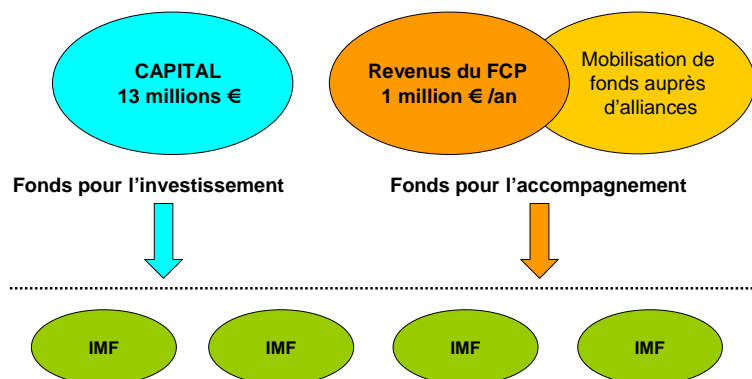 CAPITAL
13 millions €
Revenus du FCP
1 million € /an
Mobilisation de
fonds auprès
d'alliances
Fonds pour l'investissement
Fonds pour l'accompagnement
IMF
IMF
IMF
IMF